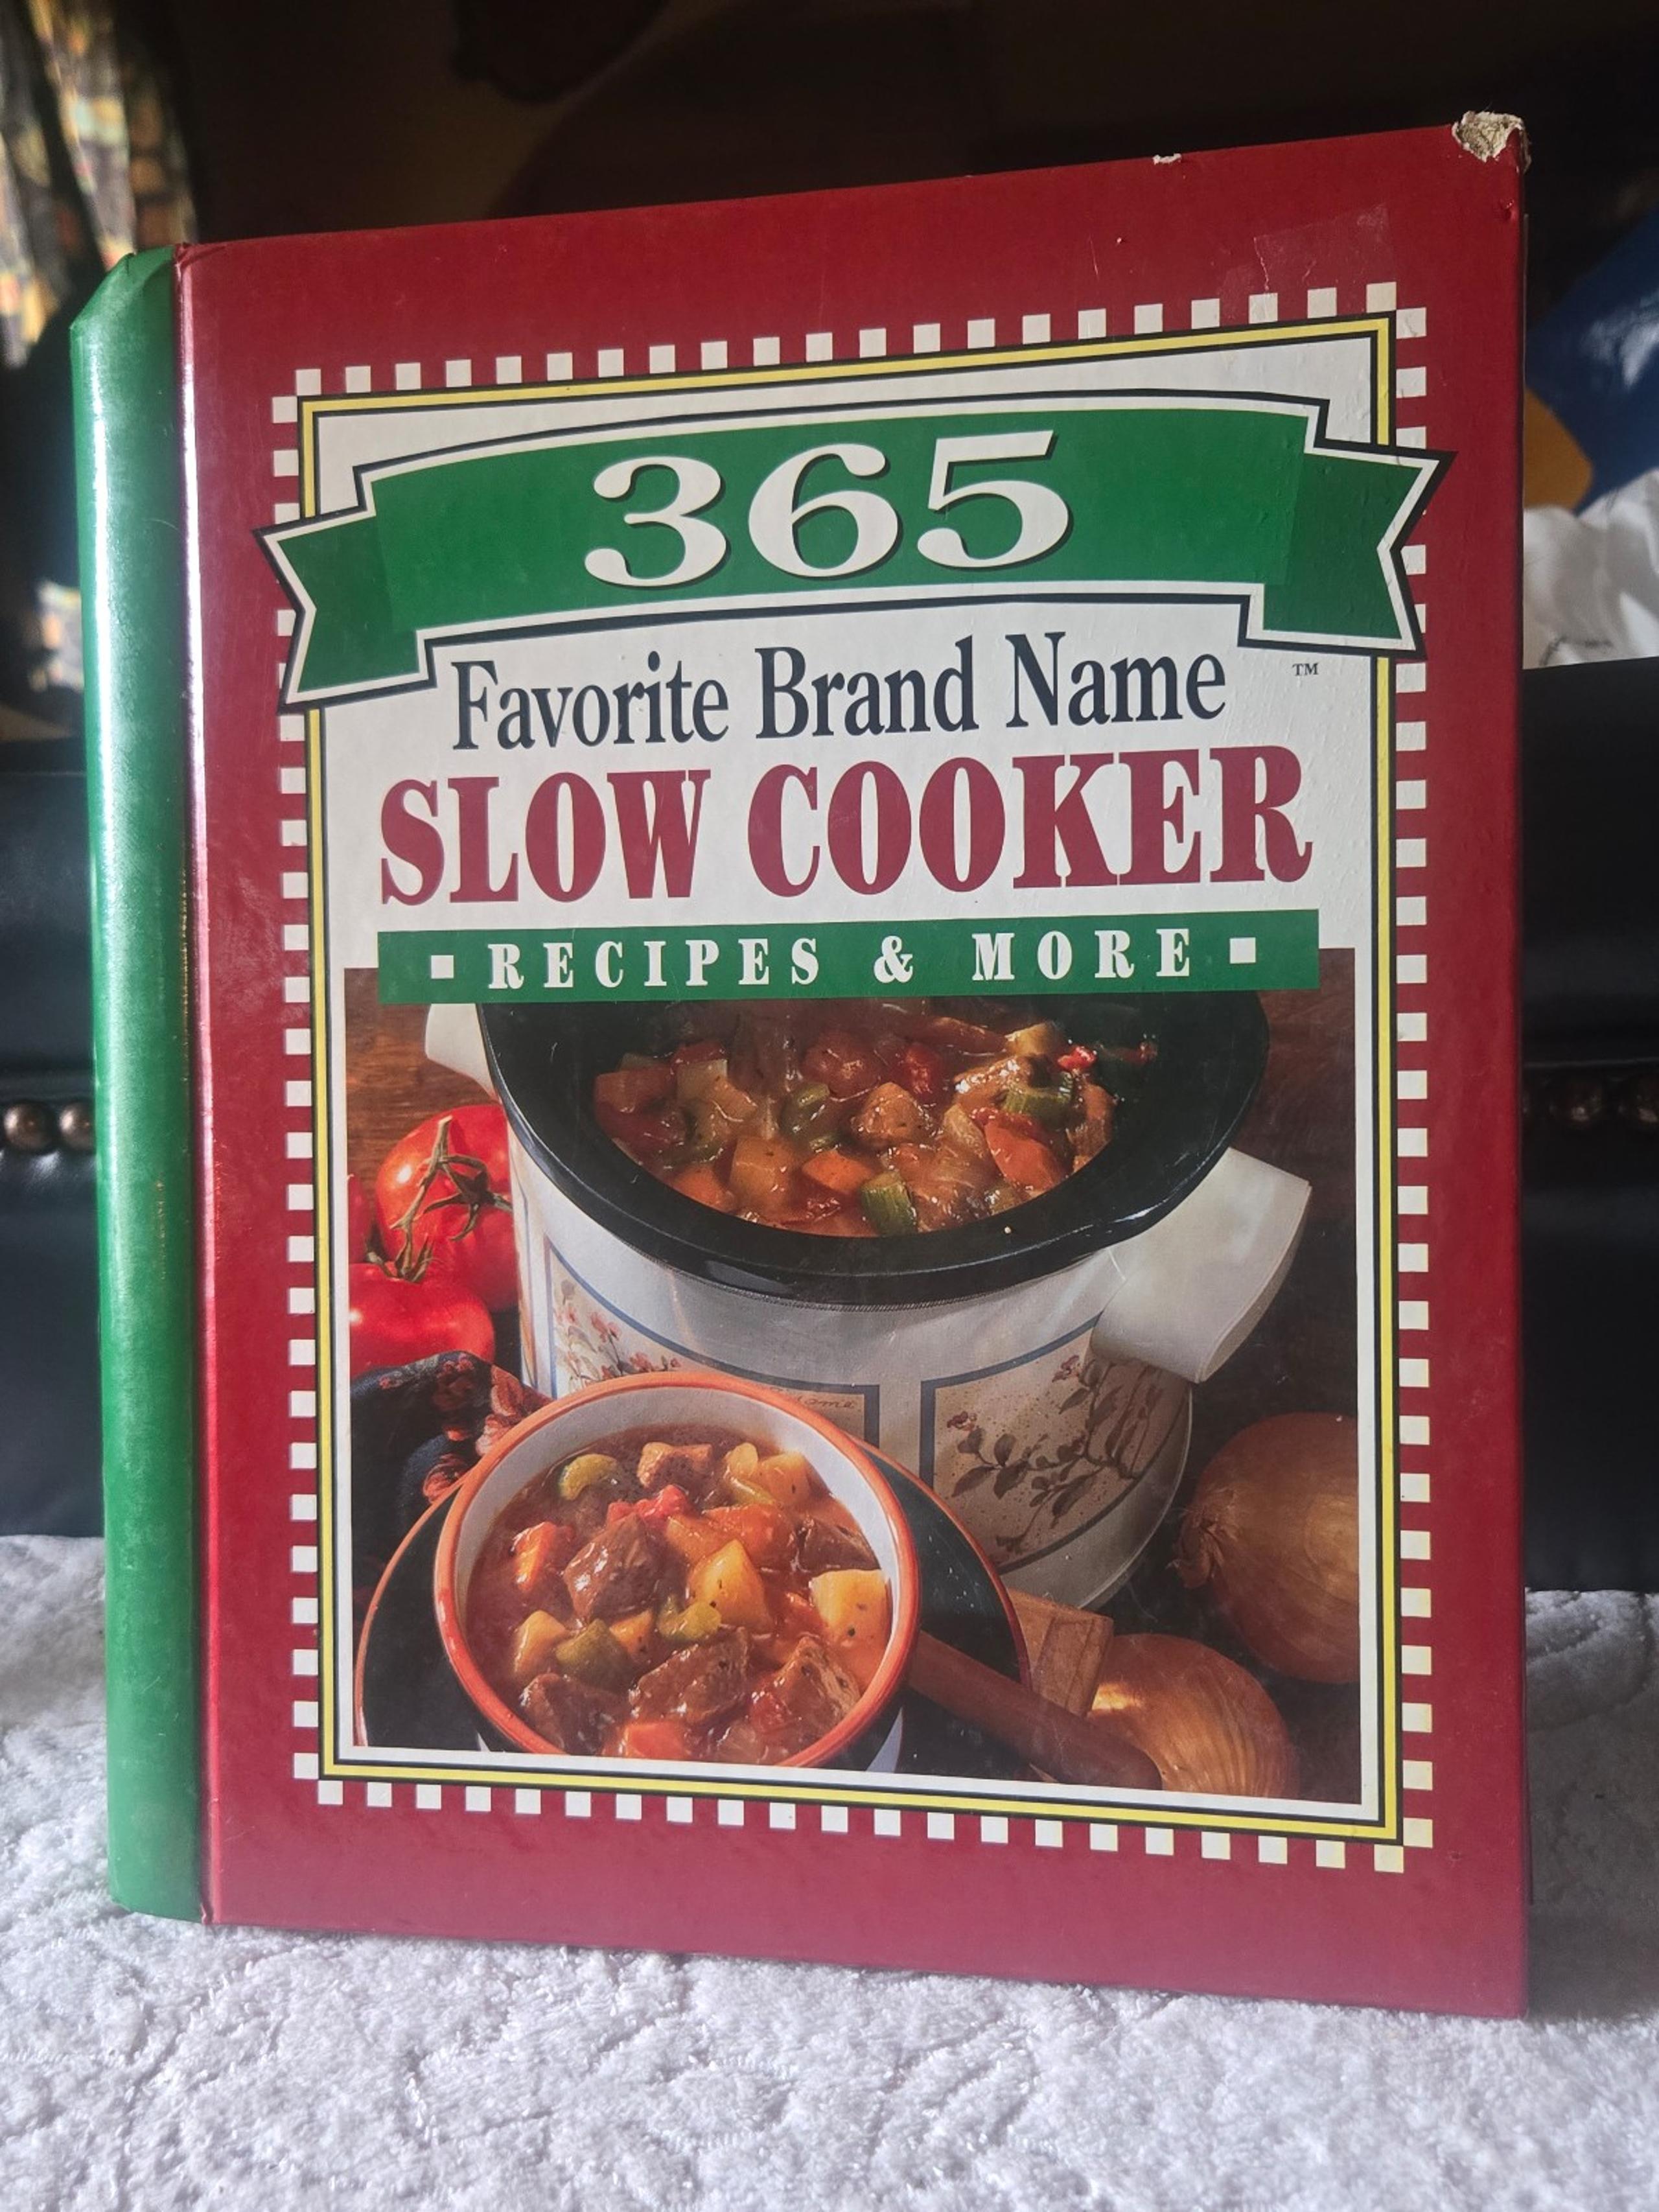 365
Favorite Brand Name ™
SLOW COOKER
▪ RECIPES & MORE ▪